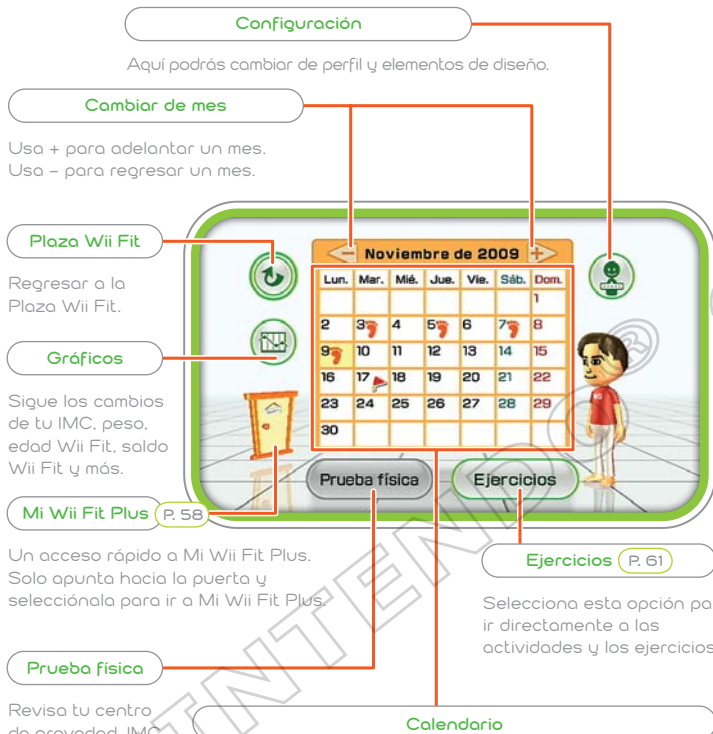 Configuración
Aquí podrás cambiar de perfil y elementos de diseño.
Cambiar de mes
Usa + para adelantar un mes.
Usa – para regresar un mes.
Plaza Wii Fit
Regresar a la
Plaza Wii Fit.
Gráficos
Sigue los cambios
de tu IMC, peso,
edad Wii Fit, saldo
Wii Fit y más.
Mi Wii Fit Plus P. 58
Un acceso rápido a Mi Wii Fit Plus.
Solo apunta hacia la puerta y
selecciónala para ir a Mi Wii Fit Plus.
Prueba física
Revisa tu centro
de gravedad, IMC
– Noviembre de 2009 +
Lun. Mar. Mié. Jue. Vie. Sáb. Dom.
1
2 3 4 5 6 7 8
9 10 11 12 13 14 15
16 17 18 19 20 21 22
23 24 25 26 27 28 29
30
Prueba física Ejercicios
Ejercicios P. 61
Selecciona esta opción pa
ir directamente a las
actividades y los ejercicios
Calendario
NINTENDO®